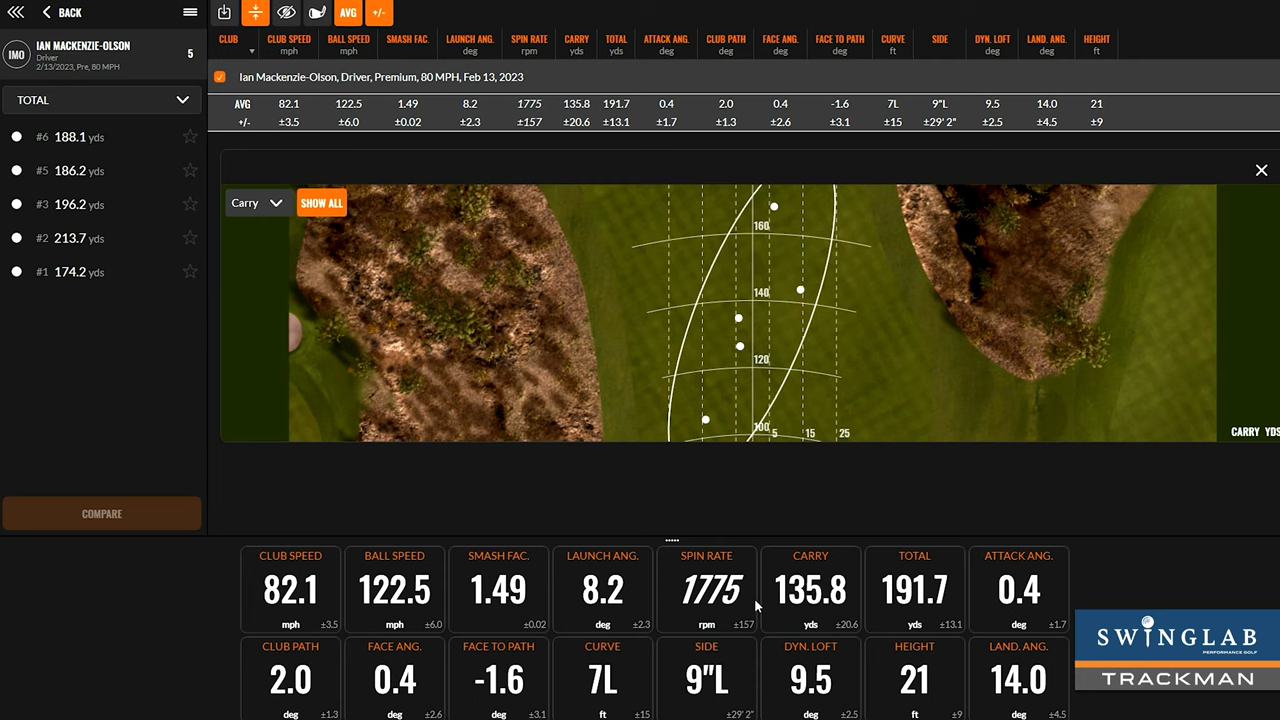 BACK
AVG
+/-
IMO
IAN MACKENZIE-OLSON
Driver
2/13/2023, Pre, 80 MPH
5
TOTAL
#6 188.1 yds
#5 186.2 yds
#3 196.2 yds
#2 213.7 yds
#1 174.2 yds
COMPARE
CLUB CLUB SPEED BALL SPEED SMASH FAC. LAUNCH ANG. SPIN RATE CARRY TOTAL ATTACK ANG. CLUB PATH FACE ANG. FACE TO PATH CURVE SIDE DYN. LOFT LAND. ANG. HEIGHT
mph mph deg rpm yds yds deg deg deg deg ft deg deg ft
Ian Mackenzie-Olson, Driver, Premium, 80 MPH, Feb 13, 2023
AVG 82.1 122.5 1.49 8.2 1775 135.8 191.7 0.4 2.0 0.4 -1.6 7L 9"L 9.5 14.0 21
+/- ±3.5 ±6.0 ±0.02 ±2.3 ±157 ±20.6 ±13.1 ±1.7 ±1.3 ±2.6 ±3.1 ±15 ±29' 2" ±2.5 ±4.5 ±9
Carry
SHOW ALL
160
140
120
100 5 15 25
CARRY YDS
CLUB SPEED BALL SPEED SMASH FAC. LAUNCH ANG. SPIN RATE CARRY TOTAL ATTACK ANG.
82.1 122.5 1.49 8.2 1775 135.8 191.7 0.4
mph ±3.5 mph ±6.0 ±0.02 deg ±2.3 rpm ±157 yds ±20.6 yds ±13.1 deg ±1.7
CLUB PATH FACE ANG. FACE TO PATH CURVE SIDE DYN. LOFT HEIGHT LAND. ANG.
2.0 0.4 -1.6 7L 9"L 9.5 21 14.0
deg ±1.3 deg ±2.6 deg ±3.1 ft ±15 ±29' 2" deg ±2.5 ft ±9 deg ±4.5
SWINGLAB
PERFORMANCE GOLF
TRACKMAN